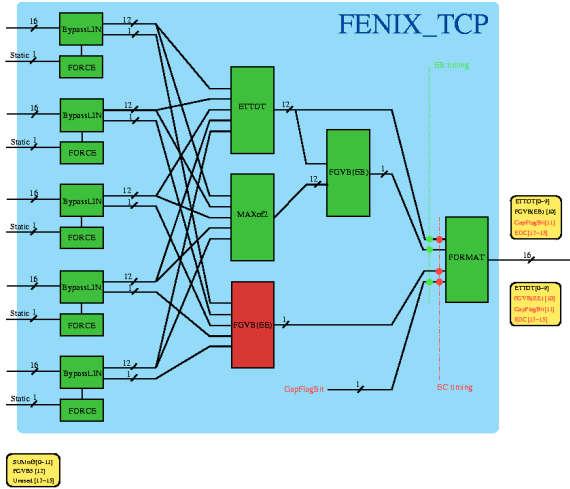 FENIX_TCP
16
BypassLIN
12
1
Static 1
FORCE
16
BypassLIN
12
1
Static 1
FORCE
16
BypassLIN
12
1
Static 1
FORCE
16
BypassLIN
12
1
Static 1
FORCE
16
BypassLIN
12
1
Static 1
FORCE
ETTOT
12
MAXof2
12
FGVB(EB)
1
FGVB(EE)
1
GapFlagBit
1
EB timing
EC timing
FORMAT
16
ETTOT[0-9]
FGVB(EB) [10]
GapFlagBit[11]
EDC[12-15]
ETTOT[0-9]
FGVB(EE) [10]
GapFlagBit[11]
EDC[12-15]
SUMof5[0-11]
FGVB5 [12]
Unused [13-15]